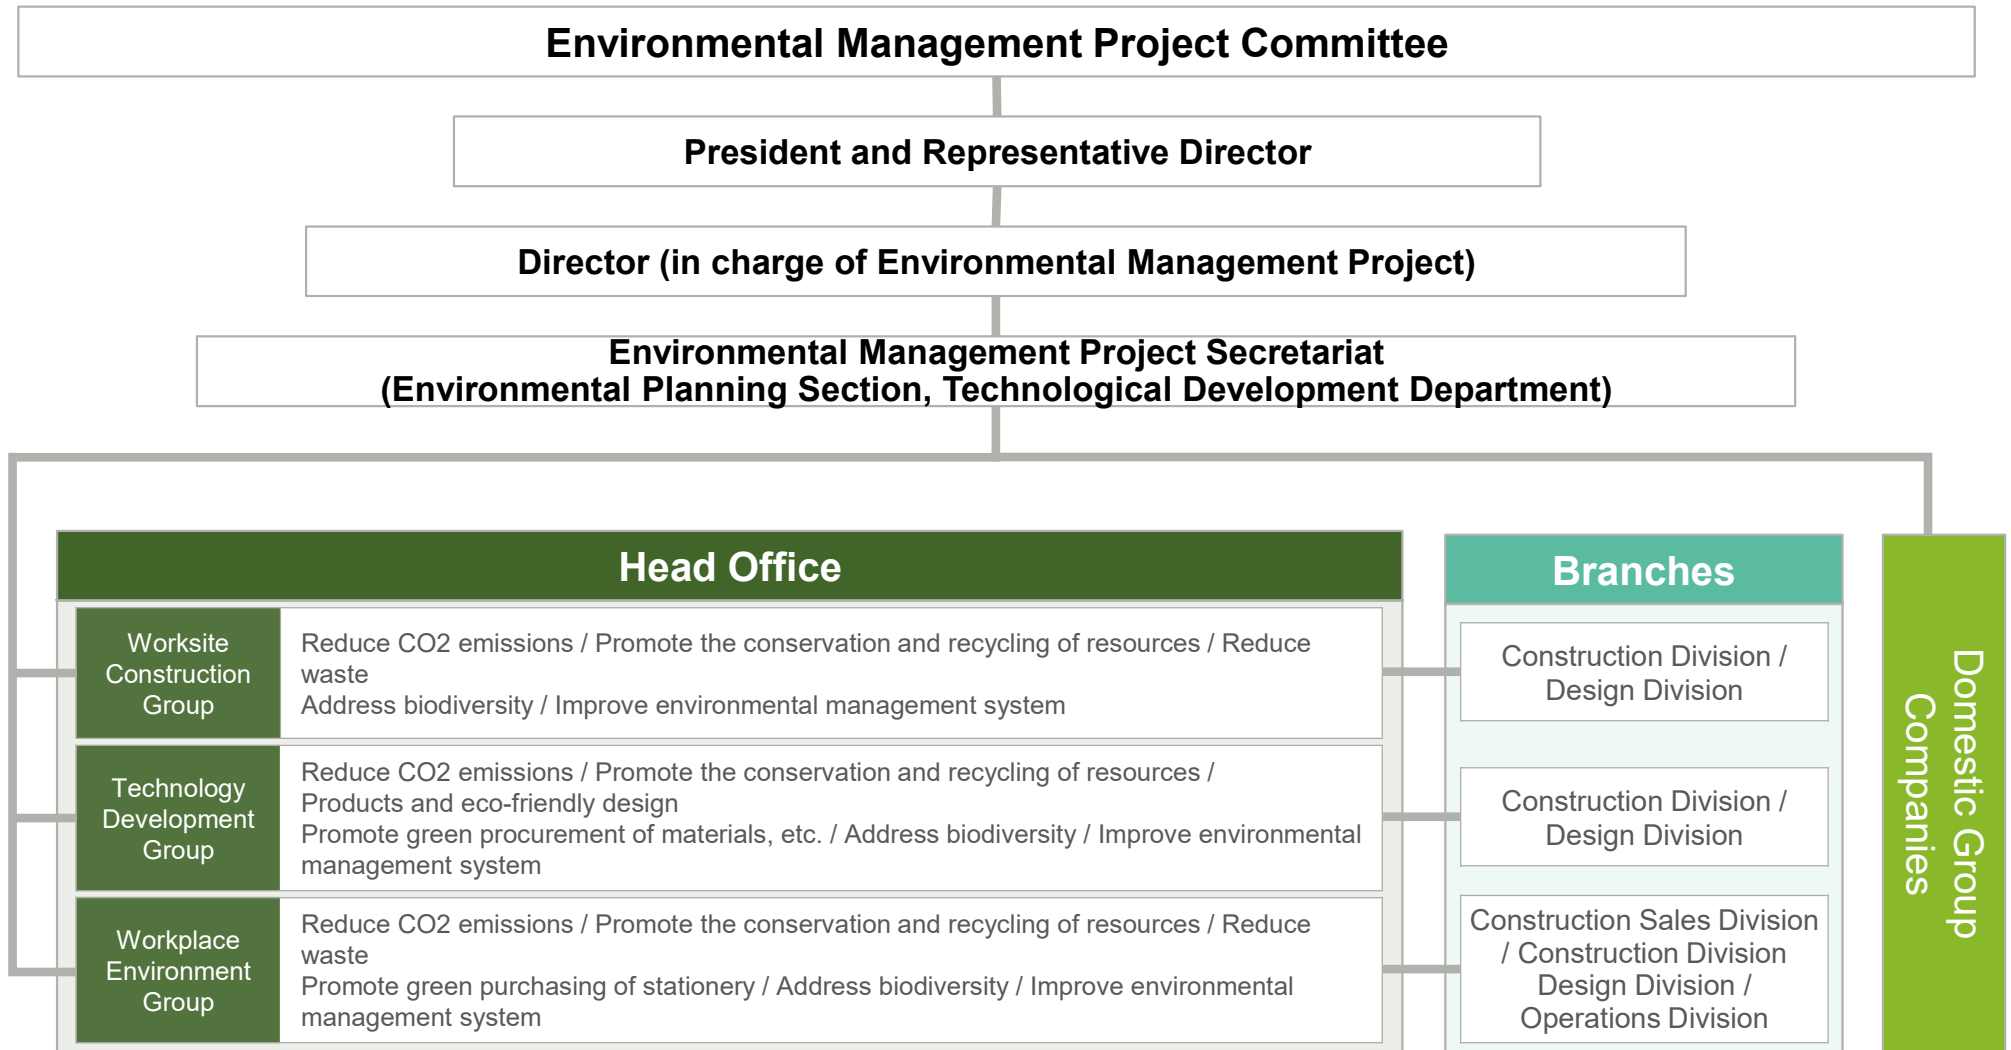 Environmental Management Project Committee
President and Representative Director
Director (in charge of Environmental Management Project)
Environmental Management Project Secretariat
(Environmental Planning Section, Technological Development Department)
Head Office
Worksite
Construction
Group
Reduce CO2 emissions / Promote the conservation and recycling of resources / Reduce
waste
Address biodiversity / Improve environmental management system
Technology
Development
Group
Reduce CO2 emissions / Promote the conservation and recycling of resources /
Products and eco-friendly design
Promote green procurement of materials, etc. / Address biodiversity / Improve environmental
management system
Workplace
Environment
Group
Reduce CO2 emissions / Promote the conservation and recycling of resources / Reduce
waste
Promote green purchasing of stationery / Address biodiversity / Improve environmental
management system
Branches
Construction Division /
Design Division
Construction Division /
Design Division
Construction Sales Division
/ Construction Division
Design Division /
Operations Division
Domestic Group
Companies